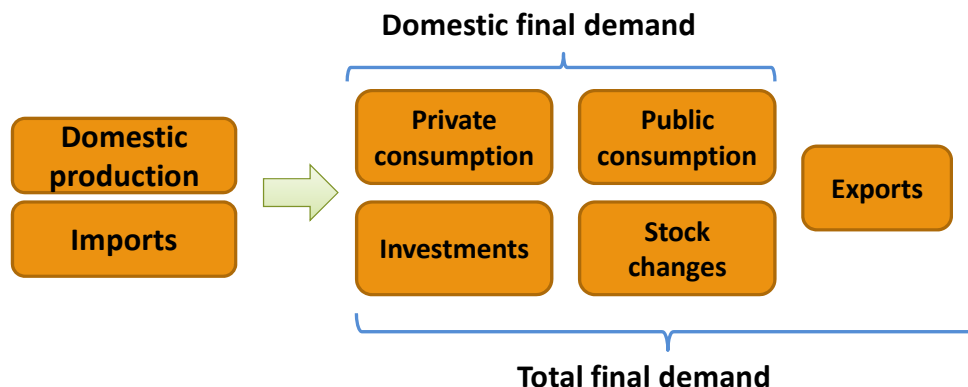 Domestic final demand
Domestic
production
Imports
Private
consumption
Public
consumption
Investments
Stock
changes
Exports
Total final demand